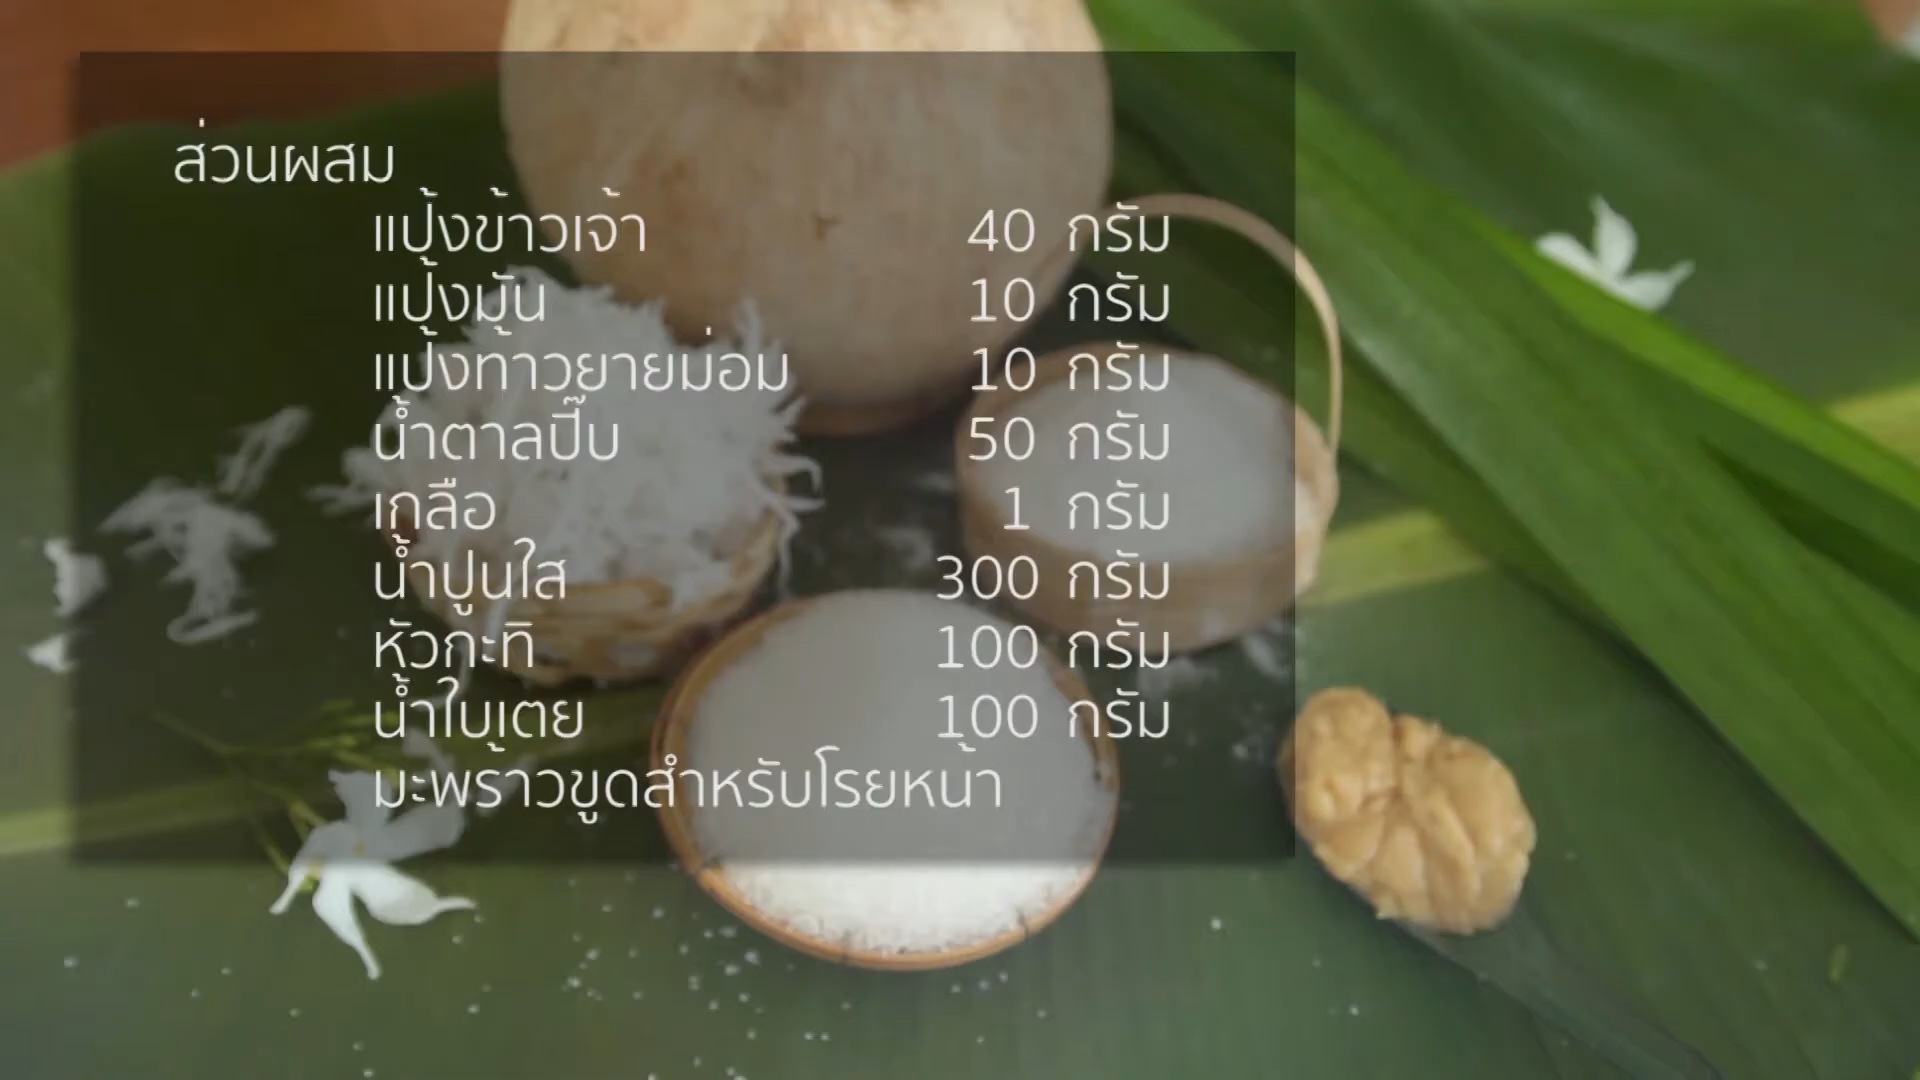 ส่วนผสม
แป้งข้าวเจ้า 40 กรัม
แป้งมัน 10 กรัม
แป้งท้าวยายม่อม 10 กรัม
น้ำตาลปี๊บ 50 กรัม
เกลือ 1 กรัม
น้ำปูนใส 300 กรัม
หัวกะทิ 100 กรัม
น้ำใบเตย 100 กรัม
มะพร้าวขูดสำหรับโรยหน้า